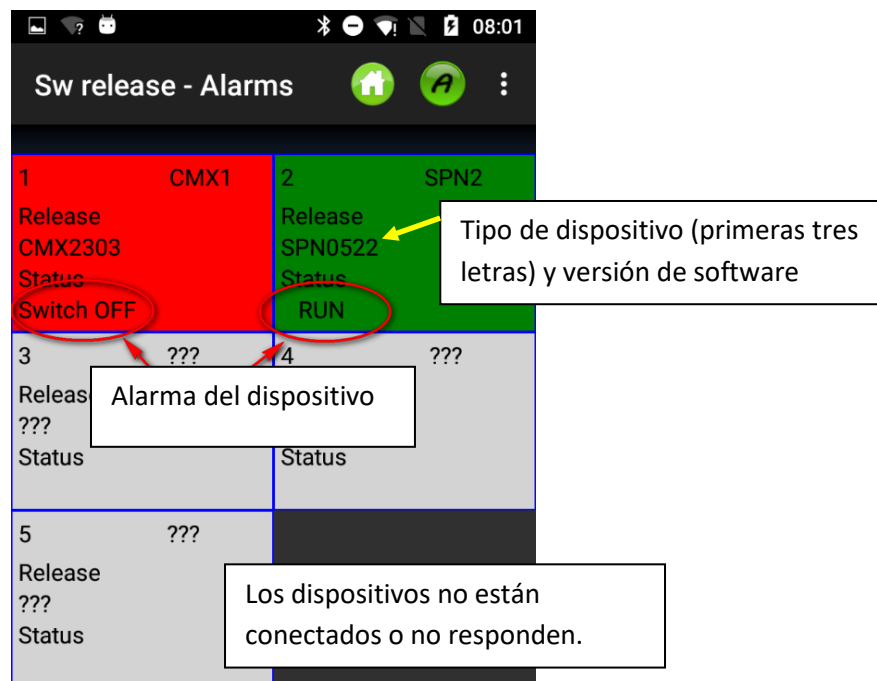 08:01
Sw release - Alarms
1 CMX1
Release
CMX2303
Status
Switch OFF
2 SPN2
Release
SPN0522
Status
RUN
Tipo de dispositivo (primeras tres
letras) y versión de software
3 ???
Releas
???
Status
4 ???
Status
Alarma del dispositivo
5 ???
Release
???
Status
Los dispositivos no están
conectados o no responden.